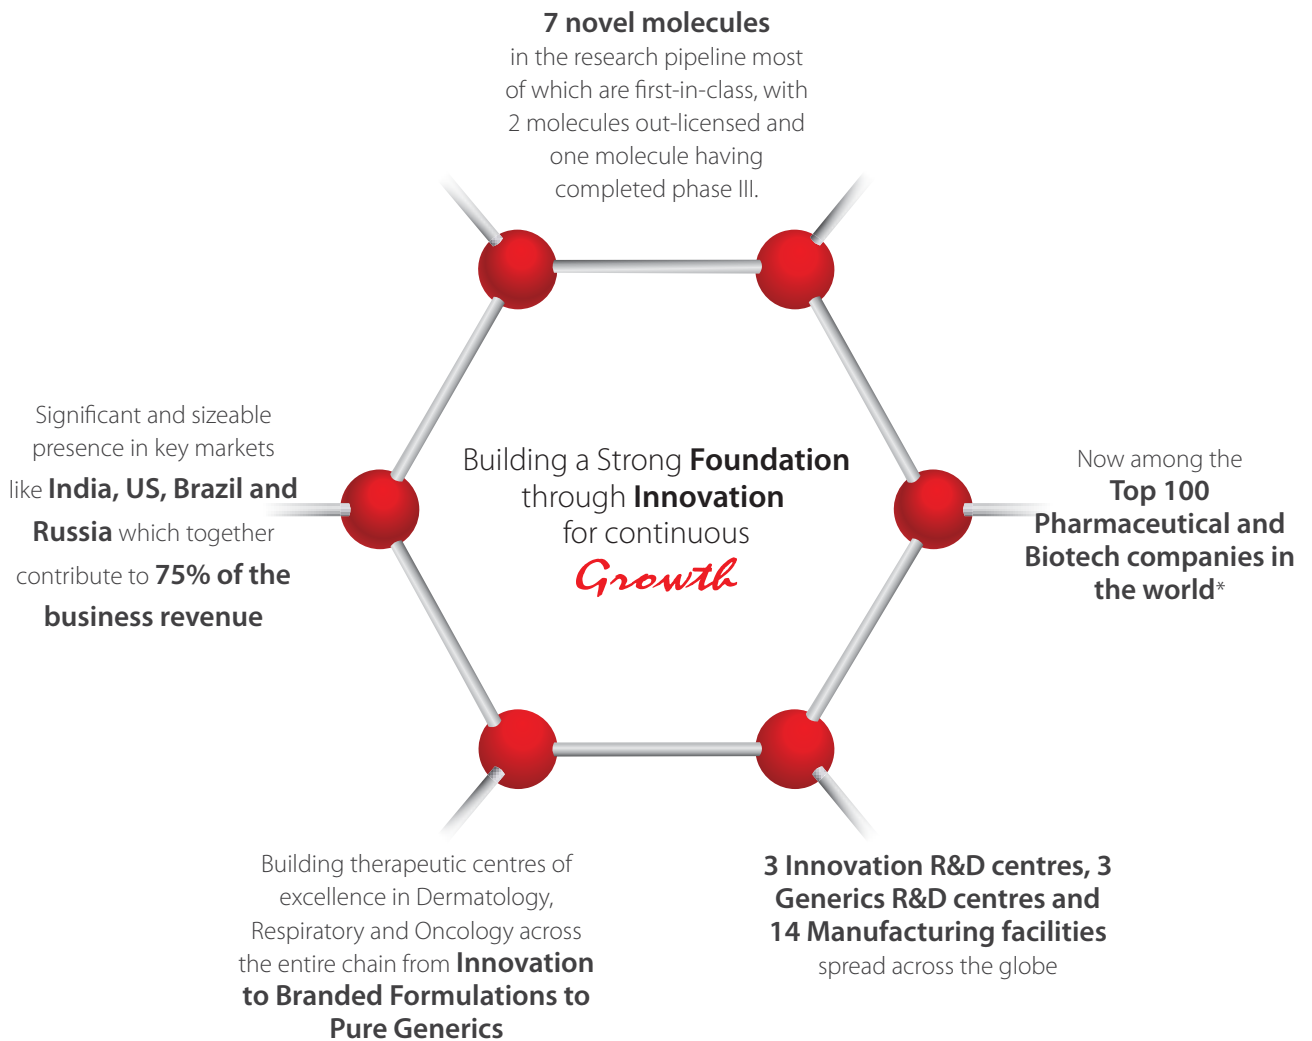 7 novel molecules
in the research pipeline most
of which are first-in-class, with
2 molecules out-licensed and
one molecule having
completed phase III.
Significant and sizeable
presence in key markets
like India, US, Brazil and
Russia which together
contribute to 75% of the
business revenue
Building a Strong Foundation
through Innovation
for continuous
Growth
Now among the
Top 100
Pharmaceutical and
Biotech companies in
the world*
Building therapeutic centres of
excellence in Dermatology,
Respiratory and Oncology across
the entire chain from Innovation
to Branded Formulations to
Pure Generics
3 Innovation R&D centres, 3
Generics R&D centres and
14 Manufacturing facilities
spread across the globe